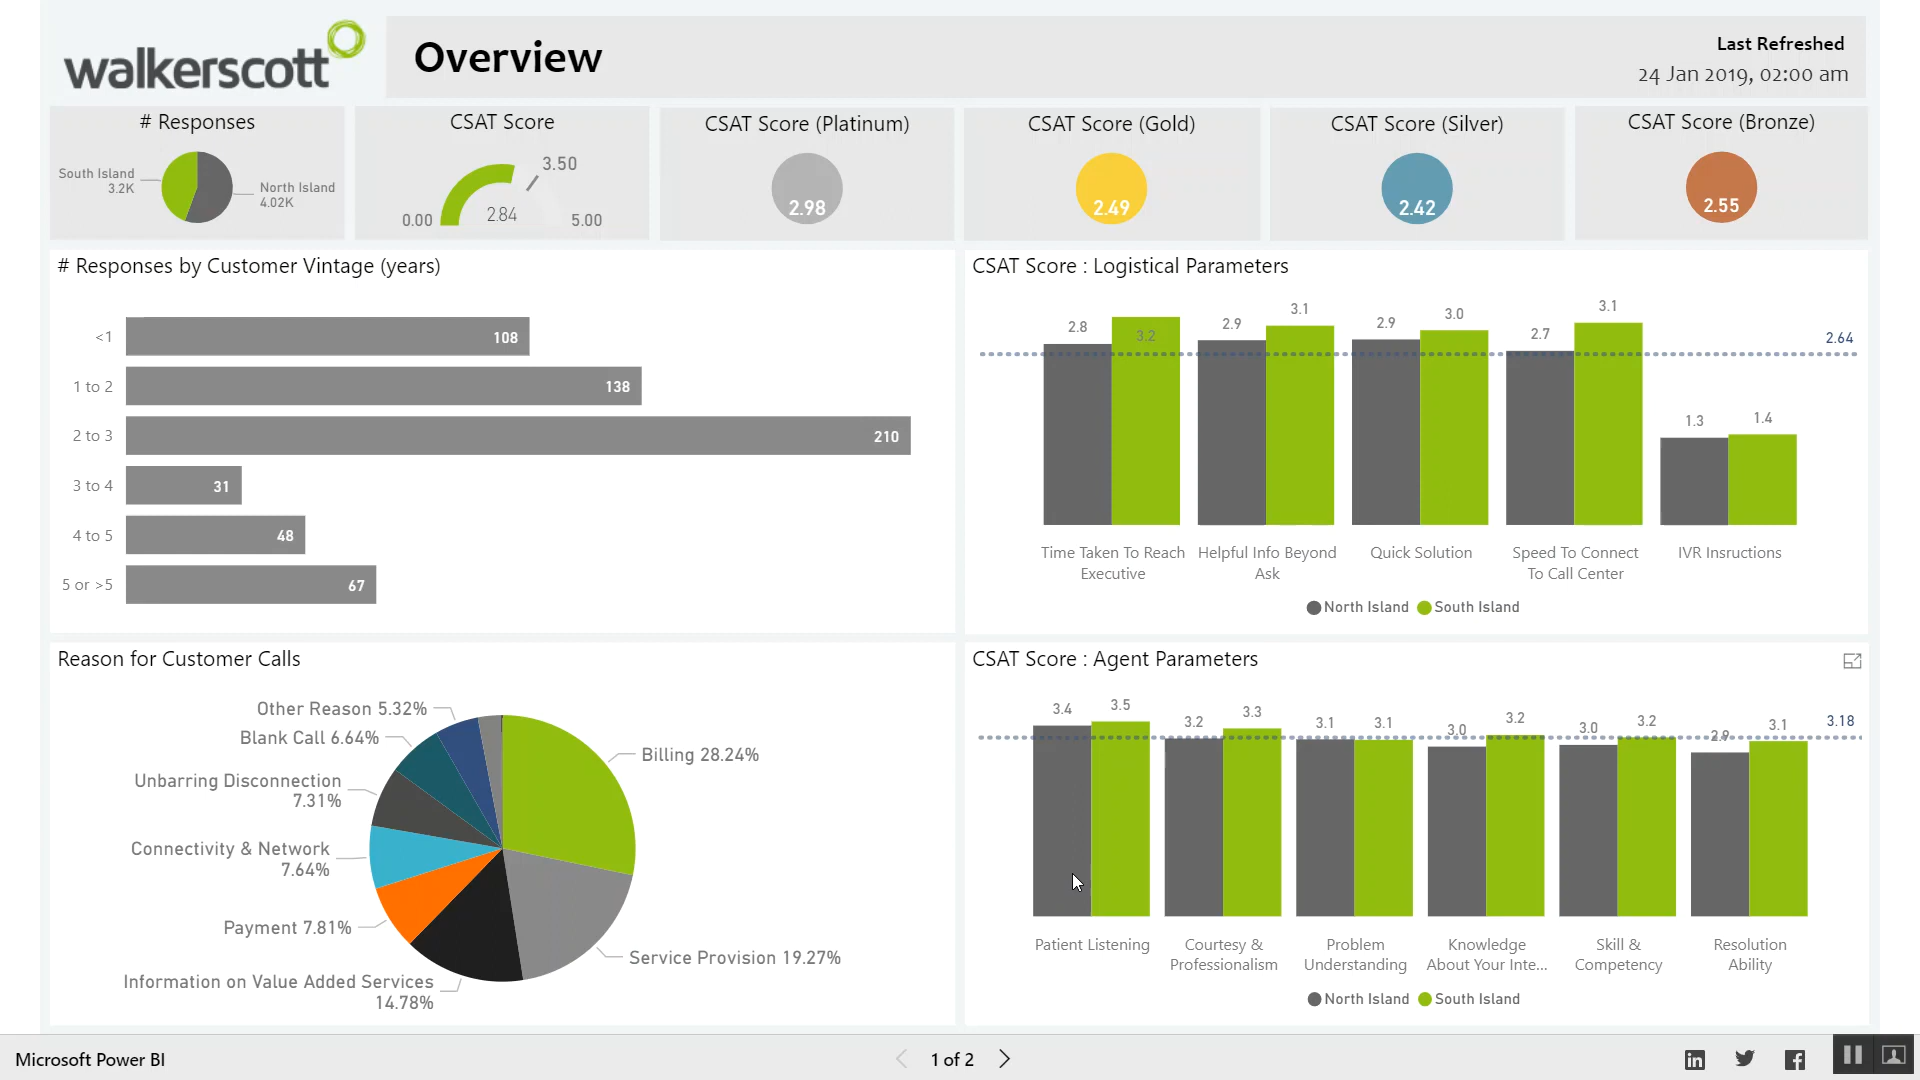 walkerscott
Overview
Last Refreshed
24 Jan 2019, 02:00 am
# Responses
South Island
3.2K
North Island
4.02K
CSAT Score
3.50
0.00
2.84
5.00
CSAT Score (Platinum)
2.98
CSAT Score (Gold)
2.49
CSAT Score (Silver)
2.42
CSAT Score (Bronze)
2.55
# Responses by Customer Vintage (years)
<1
108
1 to 2
138
2 to 3
210
3 to 4
31
4 to 5
48
5 or >5
67
CSAT Score : Logistical Parameters
2.8
3.2
2.9
3.1
2.9
3.0
2.7
3.1
1.3
1.4
2.64
Time Taken To Reach
Executive
Helpful Info Beyond
Ask
Quick Solution
Speed To Connect
To Call Center
IVR Insructions
North Island
South Island
Reason for Customer Calls
Other Reason 5.32%
Blank Call 6.64%
Unbarring Disconnection
7.31%
Connectivity & Network
7.64%
Payment 7.81%
Information on Value Added Services
14.78%
Billing 28.24%
Service Provision 19.27%
CSAT Score : Agent Parameters
3.4
3.5
3.2
3.3
3.1
3.1
3.0
3.2
3.0
3.2
2.9
3.1
3.18
Patient Listening
Courtesy &
Professionalism
Problem
Understanding
Knowledge
About Your Inte...
Skill &
Competency
Resolution
Ability
North Island
South Island
Microsoft Power BI
1 of 2